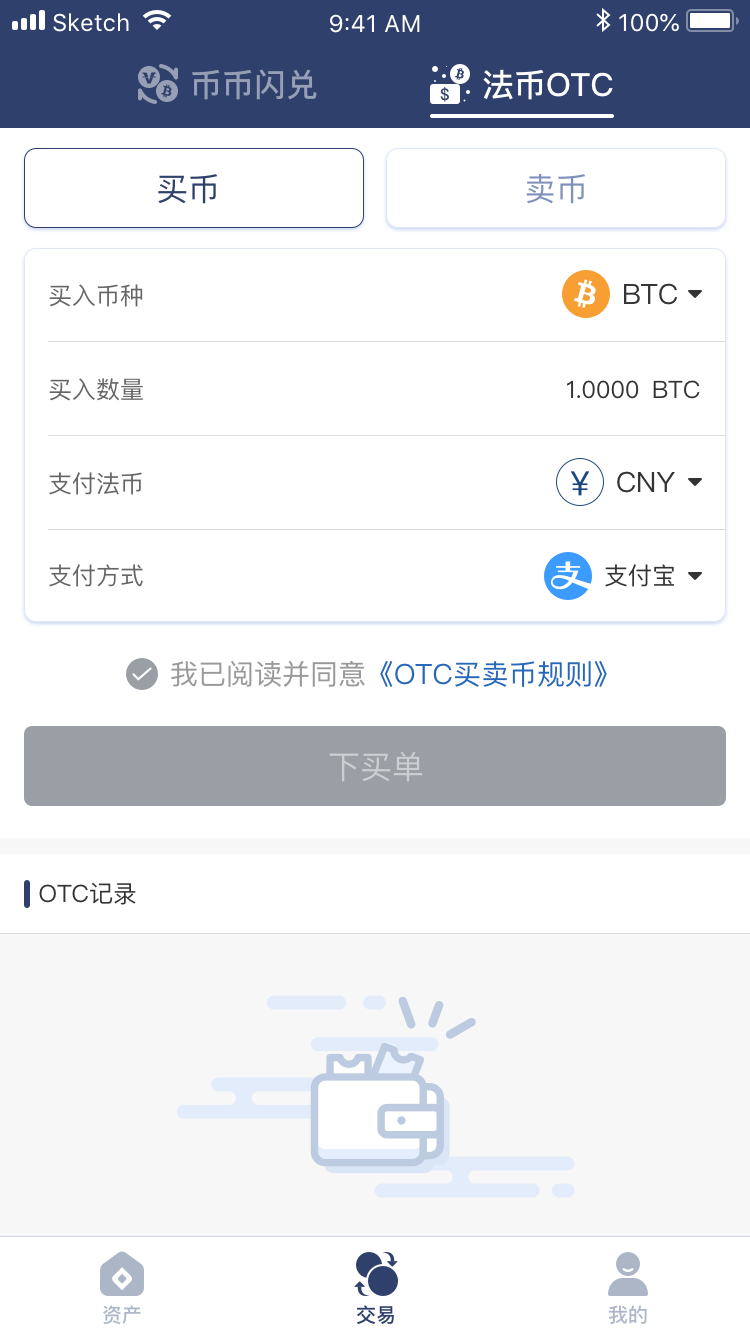 Sketch 9:41 AM 100%
币币闪兑 法币OTC
买币 卖币
买入币种 BTC
买入数量 1.0000 BTC
支付法币 ¥ CNY
支付方式 支 支付宝
我已阅读并同意《OTC买卖币规则》
下买单
OTC记录
资产 交易 我的